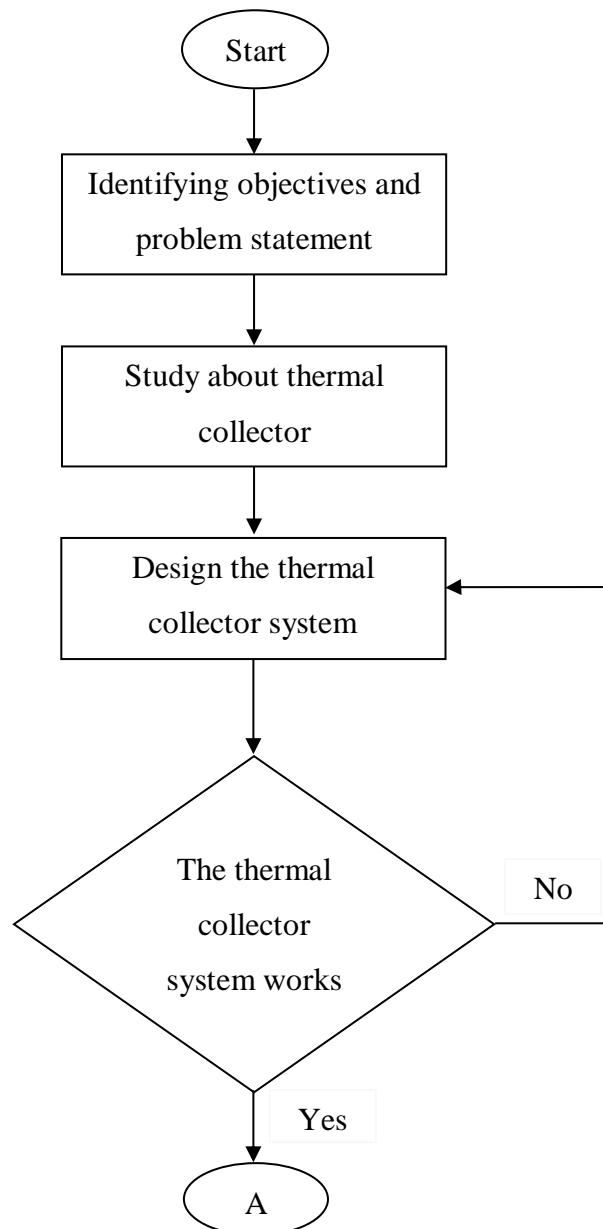 Start
Identifying objectives and
problem statement
Study about thermal
collector
Design the thermal
collector system
The thermal
collector
system works
No
Yes
A